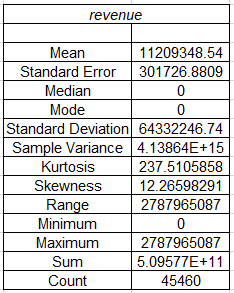 revenue
Mean 11209348.54
Standard Error 301726.8809
Median 0
Mode 0
Standard Deviation 64332246.74
Sample Variance 4.13864E+15
Kurtosis 237.5105858
Skewness 12.26598291
Range 2787965087
Minimum 0
Maximum 2787965087
Sum 5.09577E+11
Count 45460